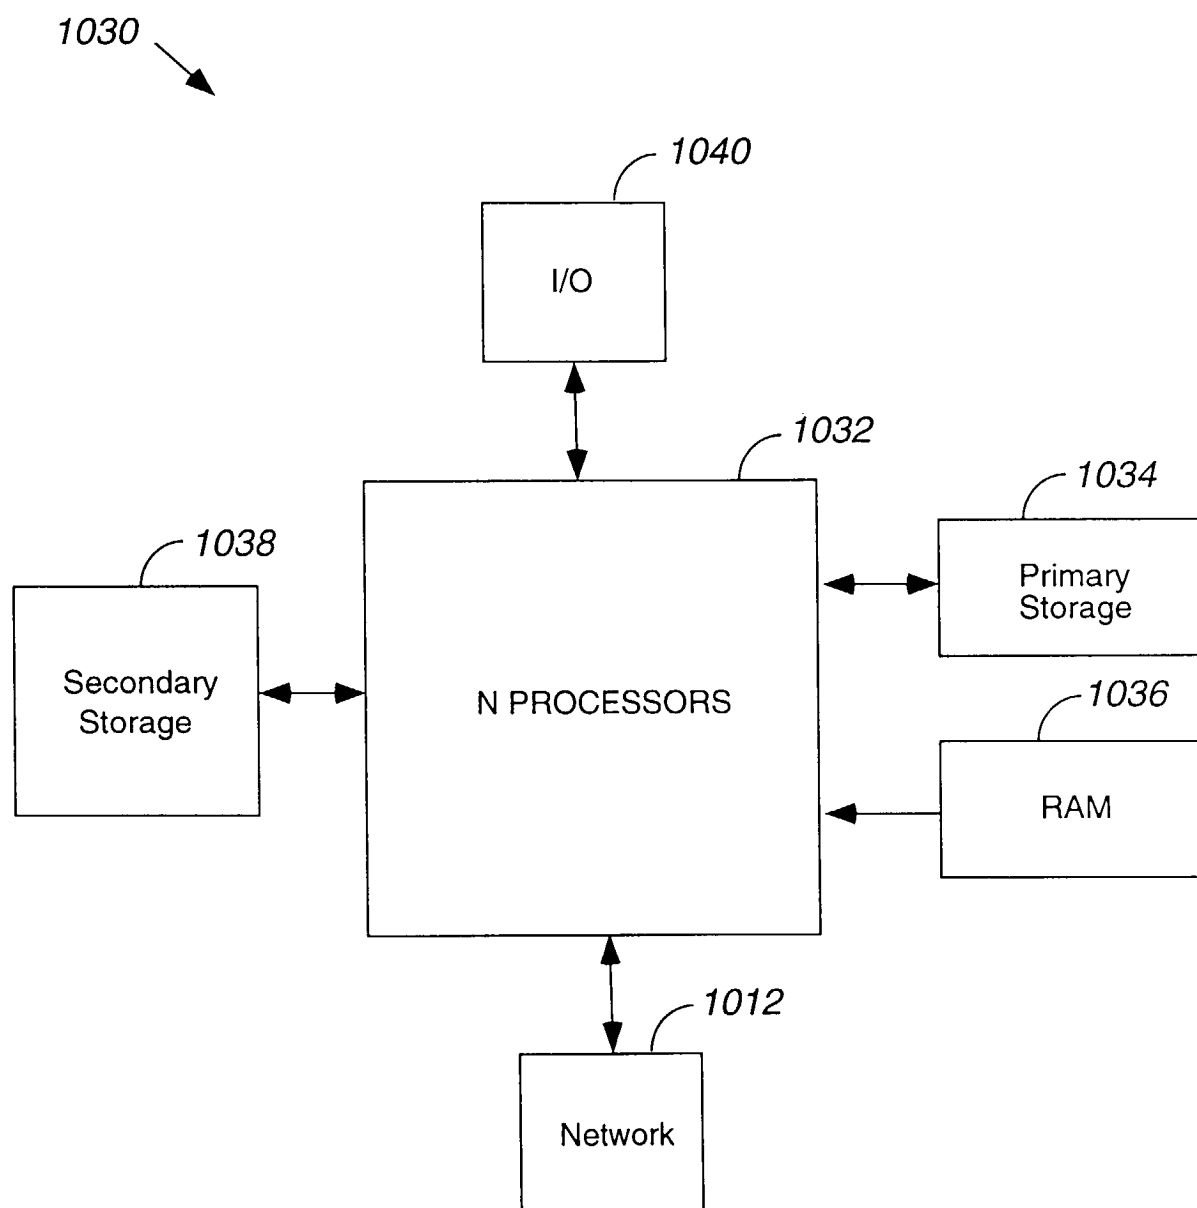 1030
1040
I/O
1032
1034
Primary
Storage
1038
Secondary
Storage
N PROCESSORS
1036
RAM
1012
Network